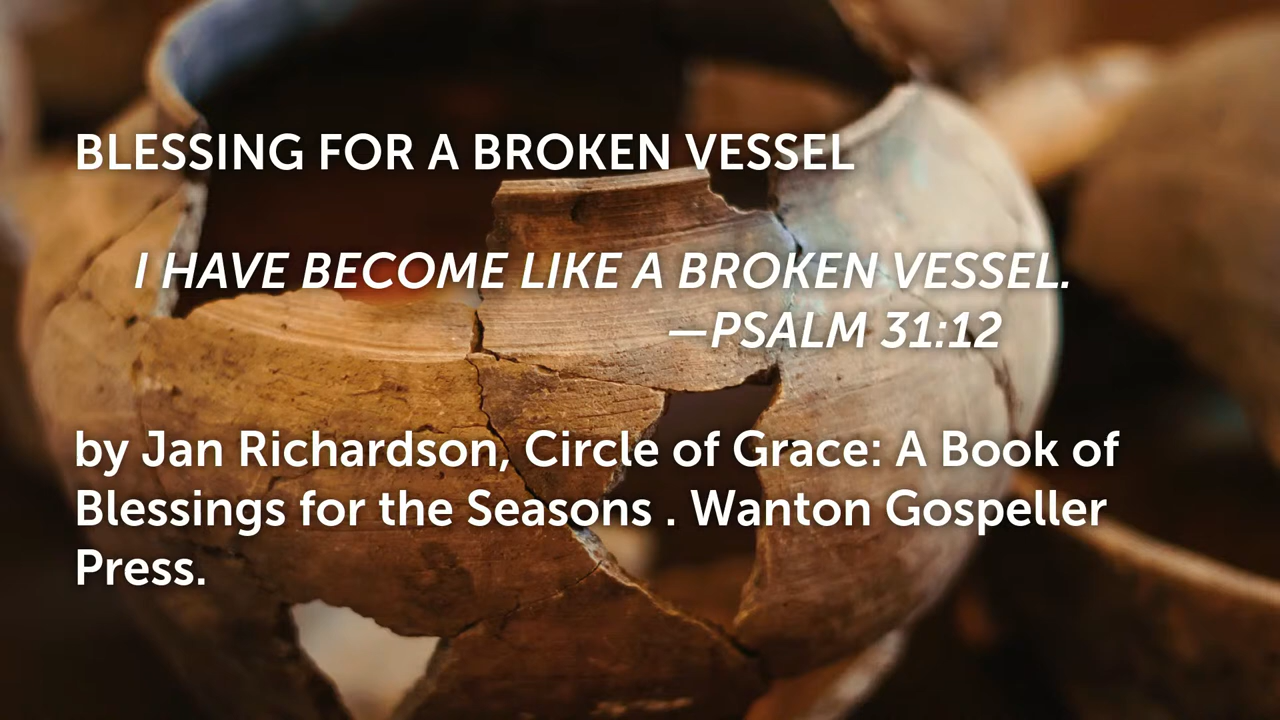 BLESSING FOR A BROKEN VESSEL
I HAVE BECOME LIKE A BROKEN VESSEL.
—PSALM 31:12
by Jan Richardson, Circle of Grace: A Book of
Blessings for the Seasons . Wanton Gospeller
Press.